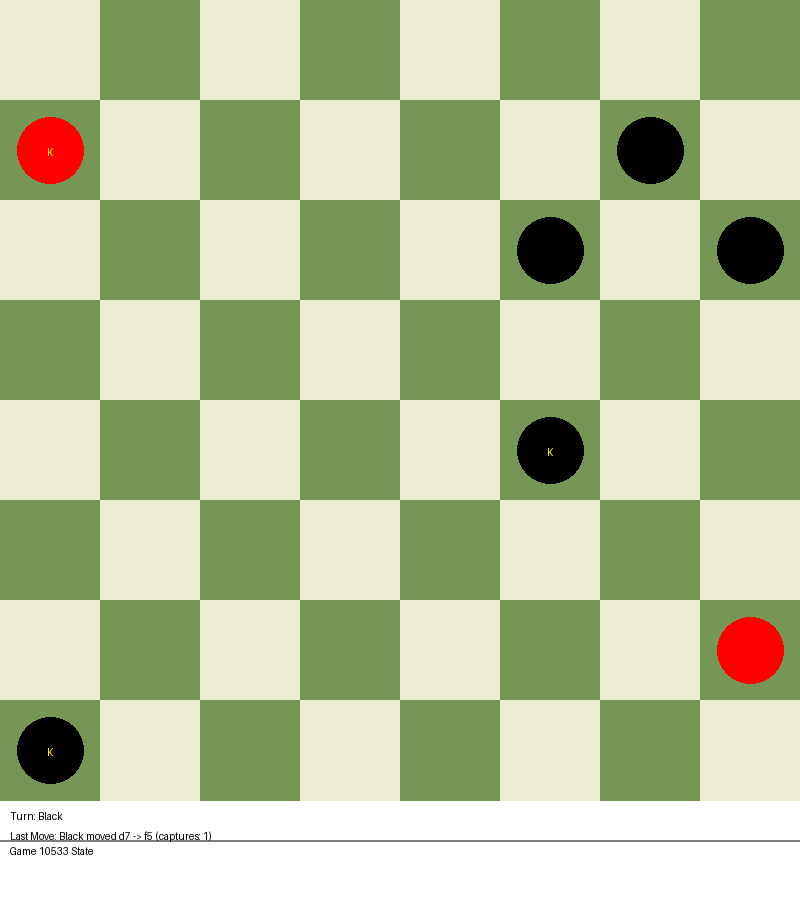 K
K
K
Turn: Black
Last Move: Black moved d7 -> f5 (captures: 1)
Game 10533 State